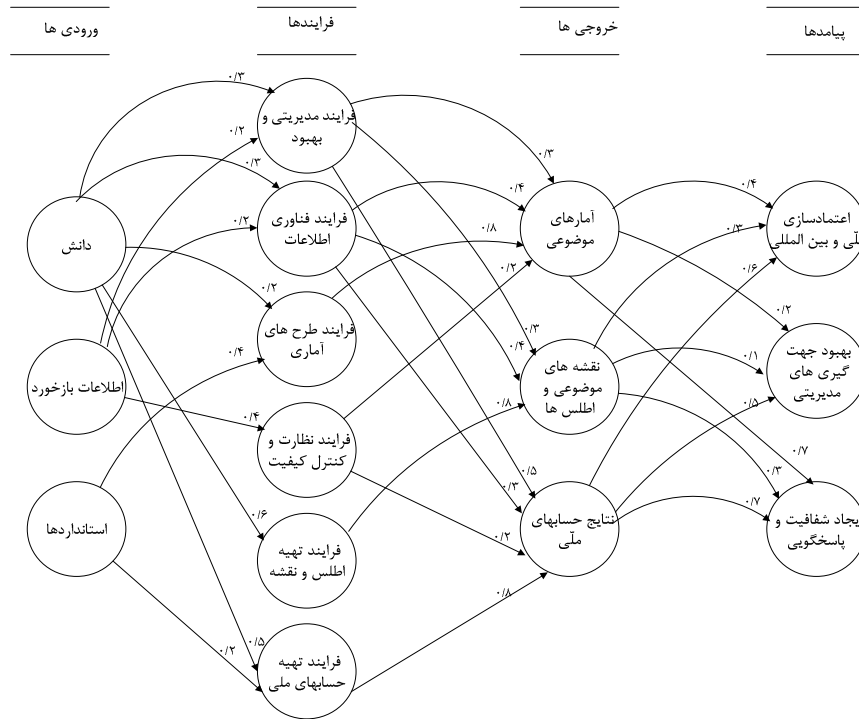 ورودی ها
فرایندها
خروجی ها
پیامدها
دانش
اطلاعات بازخورد
استانداردها
فرایند مدیریتی و
بهبود
فرایند فناوری
اطلاعات
فرایند طرح های
آماری
فرایند نظارت و
کنترل کیفیت
فرایند تهیه
اطلس و نقشه
فرایند تهیه
حسابهای ملی
آمارهای
موضوعی
نقشه های
موضوعی و
اطلس ها
نتایج حسابهای
ملّی
اعتمادسازی
ملّی و بین المللی
بهبود جهت
گیری های
مدیریتی
ایجاد شفافیت و
پاسخگویی
۰/۳
۰/۲
۰/۳
۰/۲
۰/۲
۰/۴
۰/۴
۰/۶
۰/۵
۰/۲
۰/۳
۰/۴
۰/۸
۰/۲
۰/۳
۰/۴
۰/۸
۰/۵
۰/۳
۰/۲
۰/۸
۰/۴
۰/۳
۰/۶
۰/۲
۰/۱
۰/۵
۰/۷
۰/۳
۰/۷